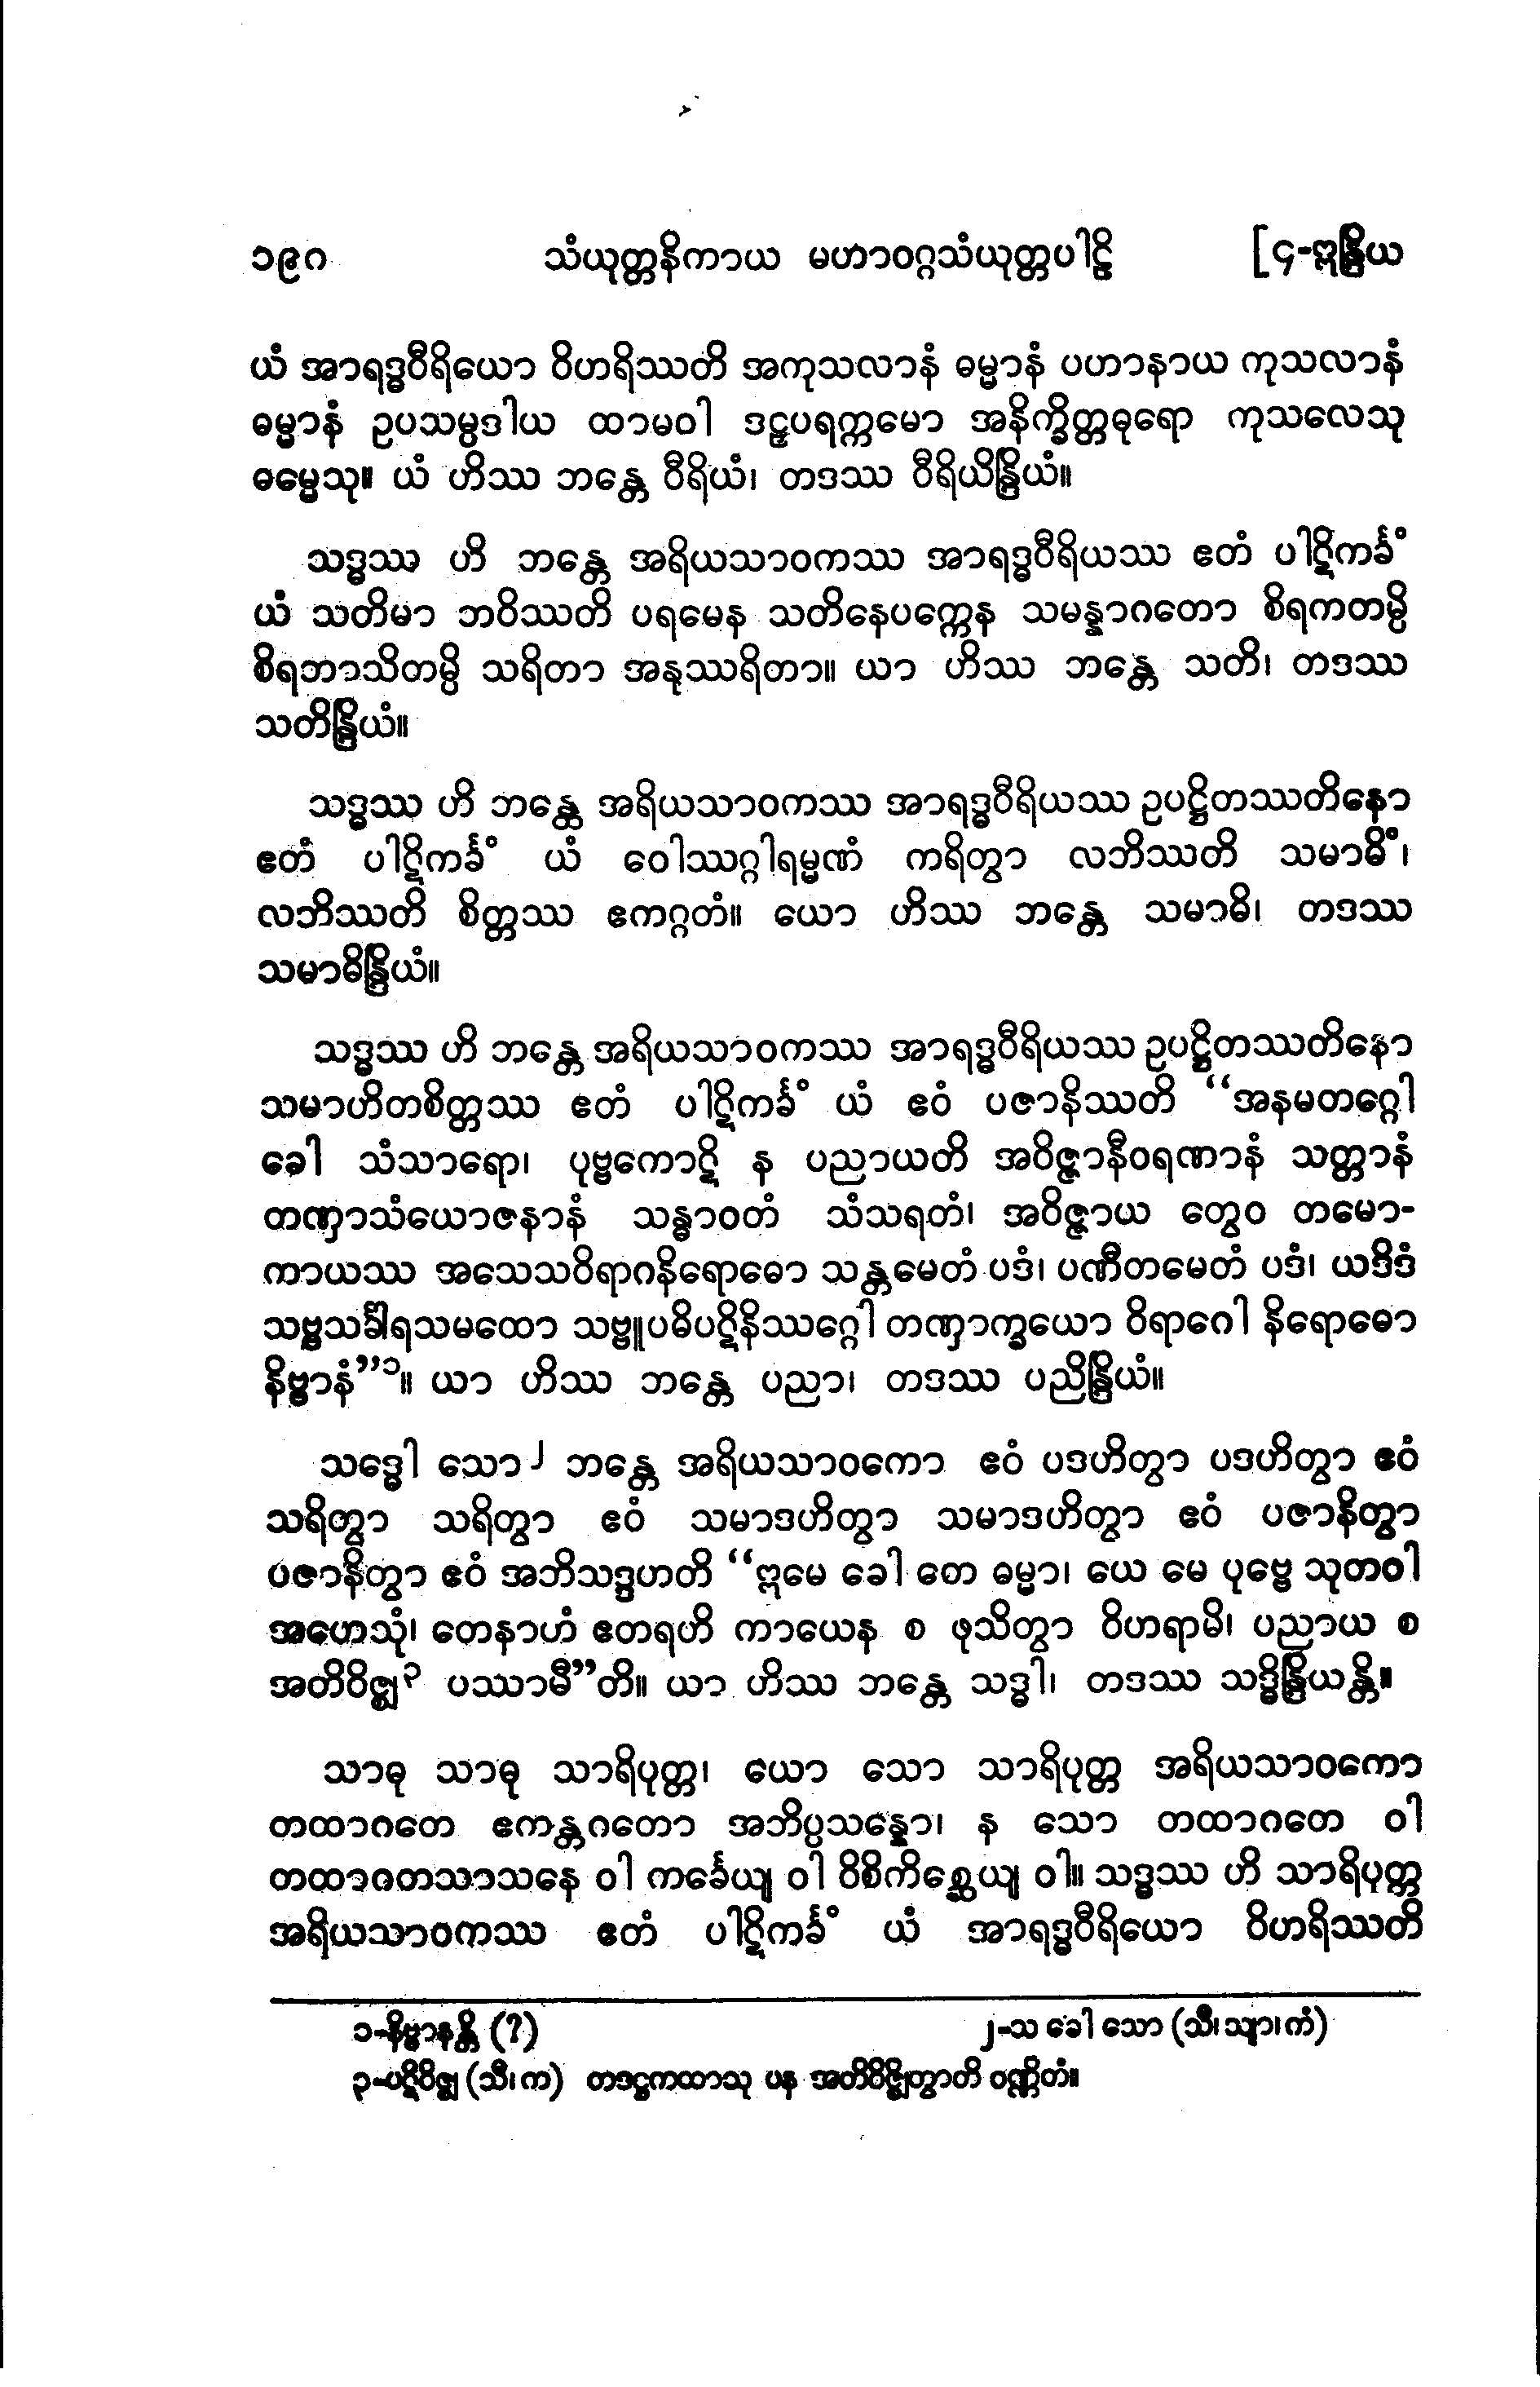 ၁၉၈ သံယုတ္တနိကာယ မဟာဝဂ္ဂသံယုတ္တပါဠိ [၄-ဣန္ဒြိယ
ယံ အာရဒ္ဓဝီရိယော ဝိဟရိဿတိ အကုသလာနံ ဓမ္မာနံ ပဟာနာယ ကုသလာနံ
ဓမ္မာနံ ဥပသမ္ပဒါယ ထာမဝါ ဒဠှပရက္ကမော အနိက္ခိတ္တဓုရော ကုသလေသု
ဓမ္မေသု။ ယံ ဟိဿ ဘန္တေ ဝီရိယံ၊ တဒဿ ဝီရိယိန္ဒြိယံ။
သဒ္ဓဿ ဟိ ဘန္တေ အရိယသာဝကဿ အာရဒ္ဓဝီရိယဿ ဧတံ ပါဋိကင်္ခံ
ယံ သတိမာ ဘဝိဿတိ ပရမေန သတိနေပက္ကေန သမန္နာဂတော စိရကတမ္ပိ
စိရဘာသိတမ္ပိ သရိတာ အနုဿရိတာ။ ယာ ဟိဿ ဘန္တေ သတိ၊ တဒဿ
သတိန္ဒြိယံ။
သဒ္ဓဿ ဟိ ဘန္တေ အရိယသာဝကဿ အာရဒ္ဓဝီရိယဿ ဥပဋ္ဌိတဿတိနော
ဧတံ ပါဋိကင်္ခံ ယံ ဝေါဿဂ္ဂါရမ္မဏံ ကရိတွာ လဘိဿတိ သမာဓိံ၊
လဘိဿတိ စိတ္တဿ ဧကဂ္ဂတံ။ ယော ဟိဿ ဘန္တေ သမာဓိ၊ တဒဿ
သမာဓိန္ဒြိယံ။
သဒ္ဓဿ ဟိ ဘန္တေ အရိယသာဝကဿ အာရဒ္ဓဝီရိယဿ ဥပဋ္ဌိတဿတိနော
သမာဟိတစိတ္တဿ ဧတံ ပါဋိကင်္ခံ ယံ ဧဝံ ပဇာနိဿတိ “အနမတဂ္ဂေါ
ခေါ သံသာရော၊ ပုဗ္ဗကောဋိ န ပညာယတိ အဝိဇ္ဇာနီဝရဏာနံ သတ္တာနံ
တဏှာသံယောဇနာနံ သန္ဓာဝတံ သံသရတံ၊ အဝိဇ္ဇာယ တွေဝ တမော-
ကာယဿ အသေသဝိရာဂနိရောဓော သန္တမေတံ ပဒံ၊ ပဏီတမေတံ ပဒံ၊ ယဒိဒံ
သဗ္ဗသင်္ခါရသမထော သဗ္ဗူပဓိပဋိနိဿဂ္ဂေါ တဏှာက္ခယော ဝိရာဂေါ နိရောဓော
နိဗ္ဗာနံ”၁။ ယာ ဟိဿ ဘန္တေ ပညာ၊ တဒဿ ပညိန္ဒြိယံ။
သဒ္ဓေါ သော၂ ဘန္တေ အရိယသာဝကော ဧဝံ ပဒဟိတွာ ပဒဟိတွာ ဧဝံ
သရိတွာ သရိတွာ ဧဝံ သမာဒဟိတွာ သမာဒဟိတွာ ဧဝံ ပဇာနိတွာ
ပဇာနိတွာ ဧဝံ အဘိသဒ္ဒဟတိ “ဣမေ ခေါ တေ ဓမ္မာ၊ ယေ မေ ပုဗ္ဗေ သုတဝါ
အဟေသုံ၊ တေနာဟံ ဧတရဟိ ကာယေန စ ဖုသိတွာ ဝိဟရာမိ၊ ပညာယ စ
အတိဝိဇ္ဈ၃ ပဿာမီ”တိ။ ယာ ဟိဿ ဘန္တေ သဒ္ဓါ၊ တဒဿ သဒ္ဓိန္ဒြိယန္တိ။
သာဓု သာဓု သာရိပုတ္တ၊ ယော သော သာရိပုတ္တ အရိယသာဝကော
တထာဂတေ ဧကန္တဂတော အဘိပ္ပသန္နော၊ န သော တထာဂတေ ဝါ
တထာဂတသာသနေ ဝါ ကင်္ခေယျ ဝါ ဝိစိကိစ္ဆေယျ ဝါ။ သဒ္ဓဿ ဟိ သာရိပုတ္တ
အရိယသာဝကဿ ဧတံ ပါဋိကင်္ခံ ယံ အာရဒ္ဓဝီရိယော ဝိဟရိဿတိ
၁-နိဗ္ဗာနန္တိ (?) ၂-သ ခေါ သော (သီ၊ သျာ၊ ကံ)
၃-ပဋိဝိဇ္ဈ (သီ၊ က) တဒဋ္ဌကထာသု ပန အတိဝိဇ္ဈိတွာတိ ဝဏ္ဏိတံ။